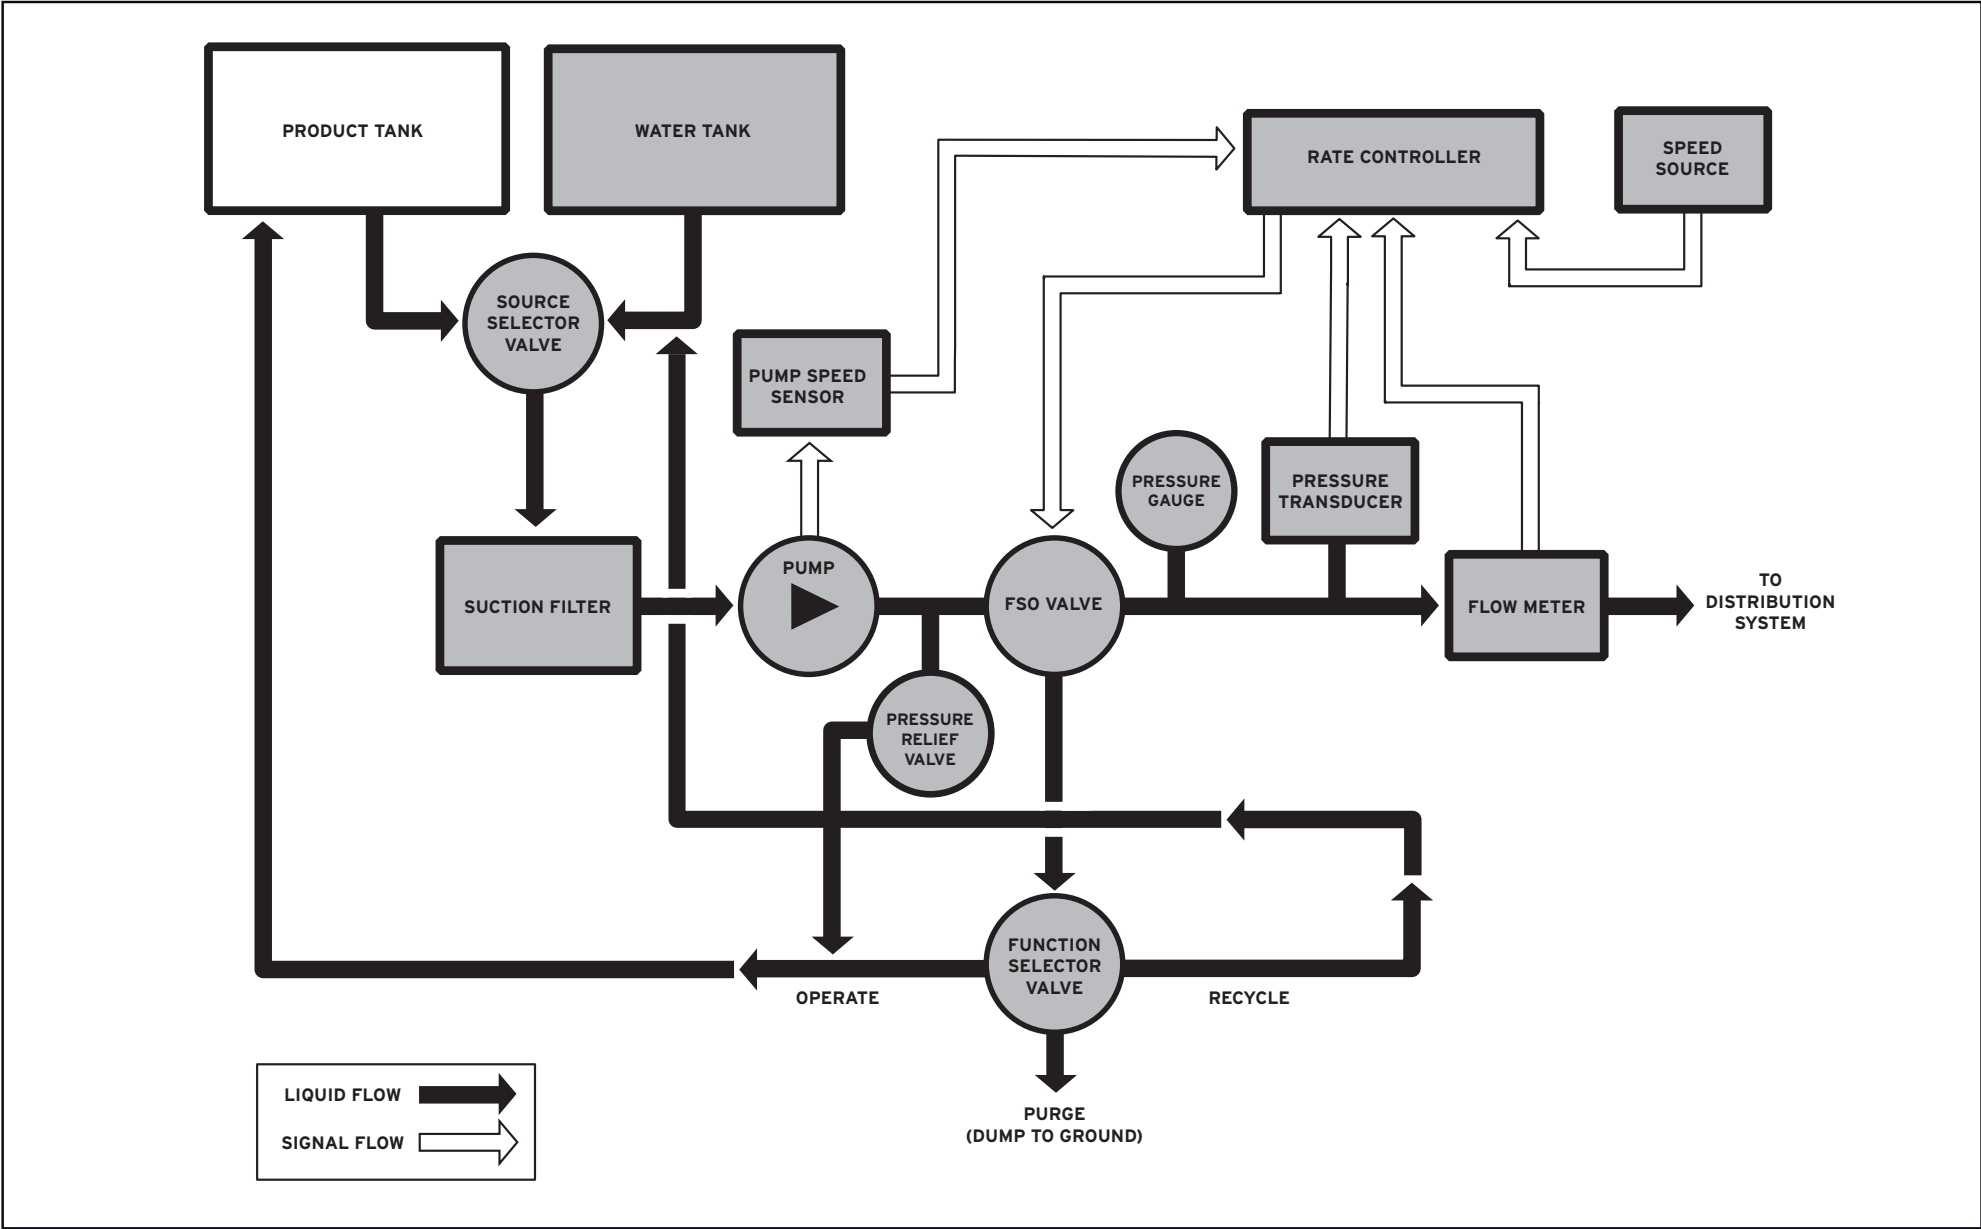 PRODUCT TANK
WATER TANK
RATE CONTROLLER
SPEED
SOURCE
SOURCE
SELECTOR
VALVE
PUMP SPEED
SENSOR
PRESSURE
GAUGE
PRESSURE
TRANSDUCER
SUCTION FILTER
PUMP
FSO VALVE
FLOW METER
TO
DISTRIBUTION
SYSTEM
PRESSURE
RELIEF
VALVE
FUNCTION
SELECTOR
VALVE
OPERATE
RECYCLE
PURGE
(DUMP TO GROUND)
LIQUID FLOW
SIGNAL FLOW